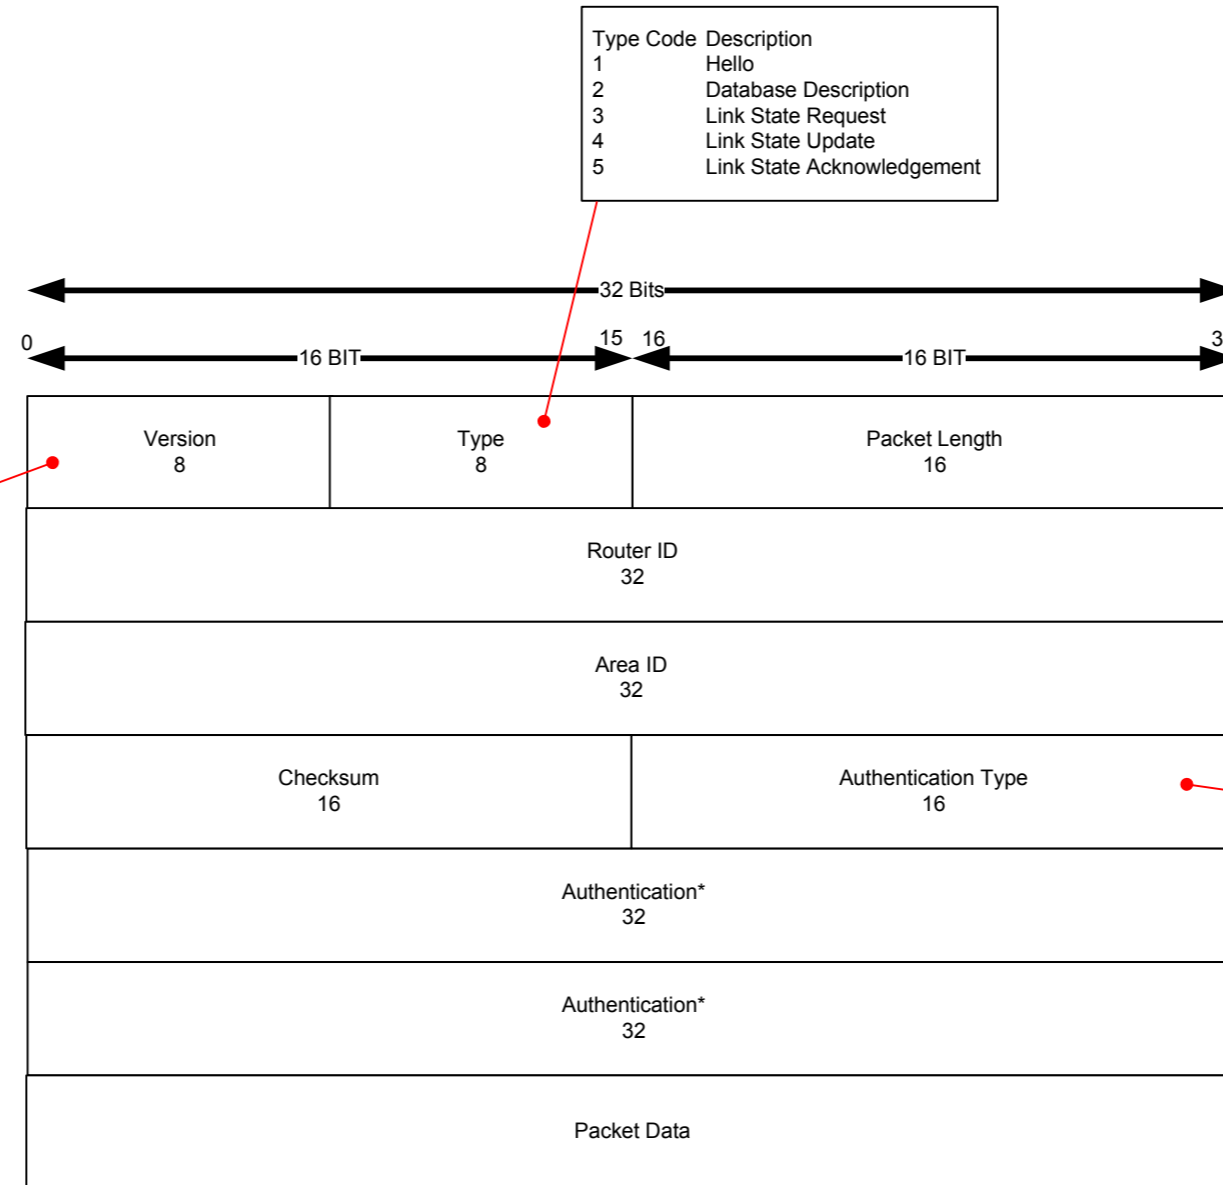 Type Code Description
1 Hello
2 Database Description
3 Link State Request
4 Link State Update
5 Link State Acknowledgement
32 Bits
0 15 16 3
16 BIT 16 BIT
Version Type Packet Length
8 8 16
Router ID
32
Area ID
32
Checksum Authentication Type
16 16
Authentication*
32
Authentication*
32
Packet Data